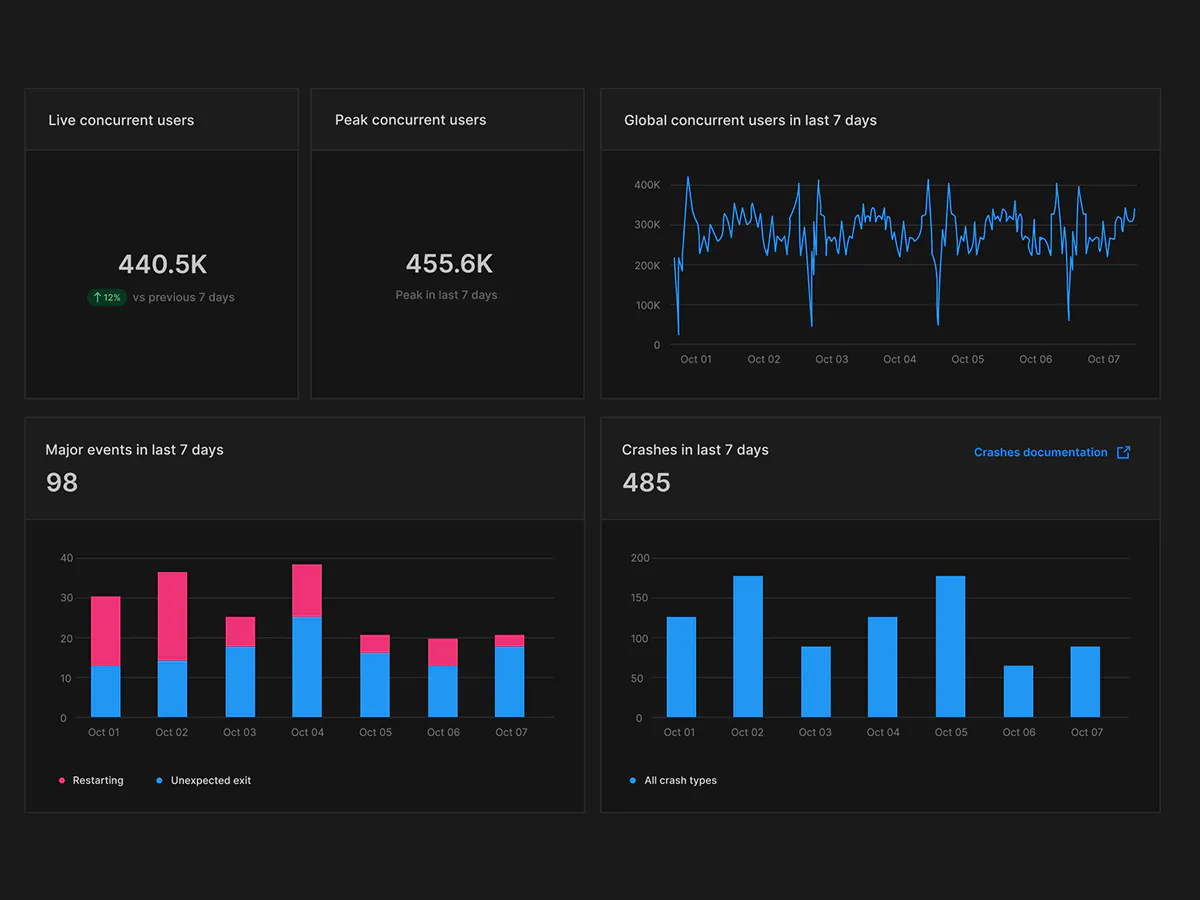 Live concurrent users
440.5K
↑ 12% vs previous 7 days
Peak concurrent users
455.6K
Peak in last 7 days
Global concurrent users in last 7 days
400K
300K
200K
100K
0
Oct 01 Oct 02 Oct 03 Oct 04 Oct 05 Oct 06 Oct 07
Major events in last 7 days
98
40
30
20
10
0
Oct 01 Oct 02 Oct 03 Oct 04 Oct 05 Oct 06 Oct 07
Restarting Unexpected exit
Crashes in last 7 days
485
Crashes documentation
200
150
100
50
0
Oct 01 Oct 02 Oct 03 Oct 04 Oct 05 Oct 06 Oct 07
All crash types